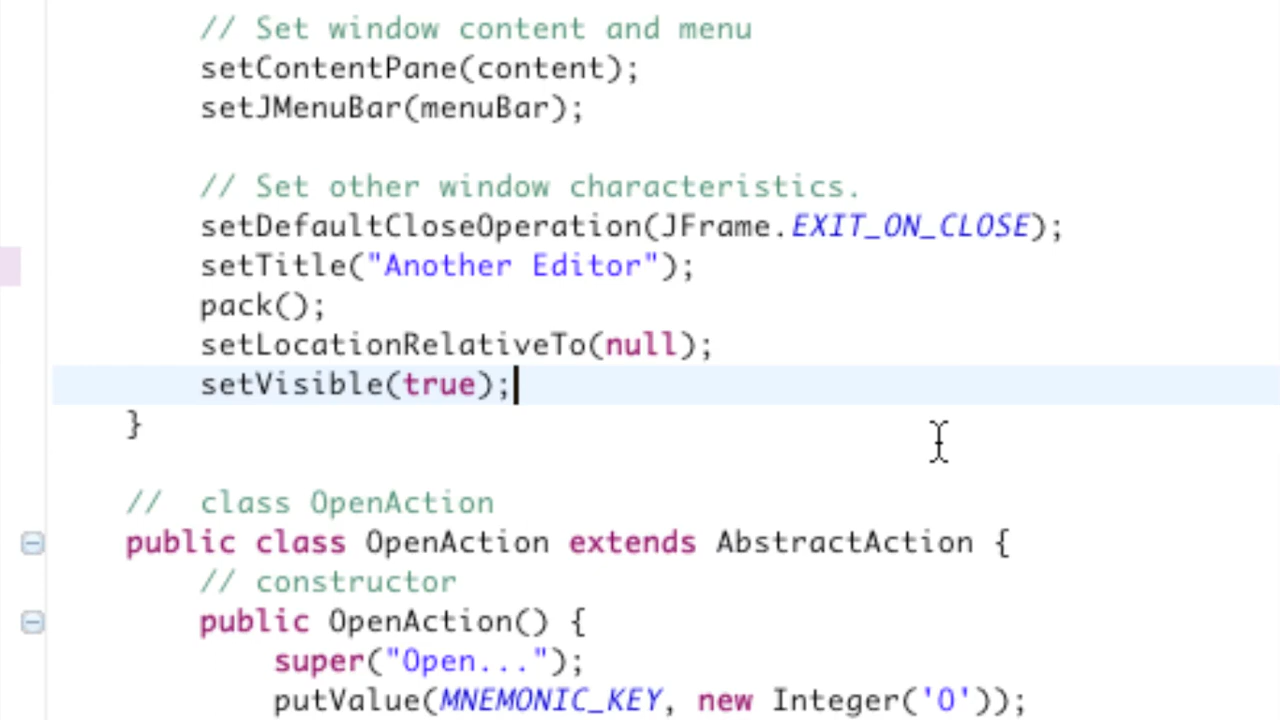 // Set window content and menu
setContentPane(content);
setJMenuBar(menuBar);
// Set other window characteristics.
setDefaultCloseOperation(JFrame.EXIT_ON_CLOSE);
setTitle("Another Editor");
pack();
setLocationRelativeTo(null);
setVisible(true);
}
//  class OpenAction
public class OpenAction extends AbstractAction {
// constructor
public OpenAction() {
super("Open...");
putValue(MNEMONIC_KEY, new Integer('O'));